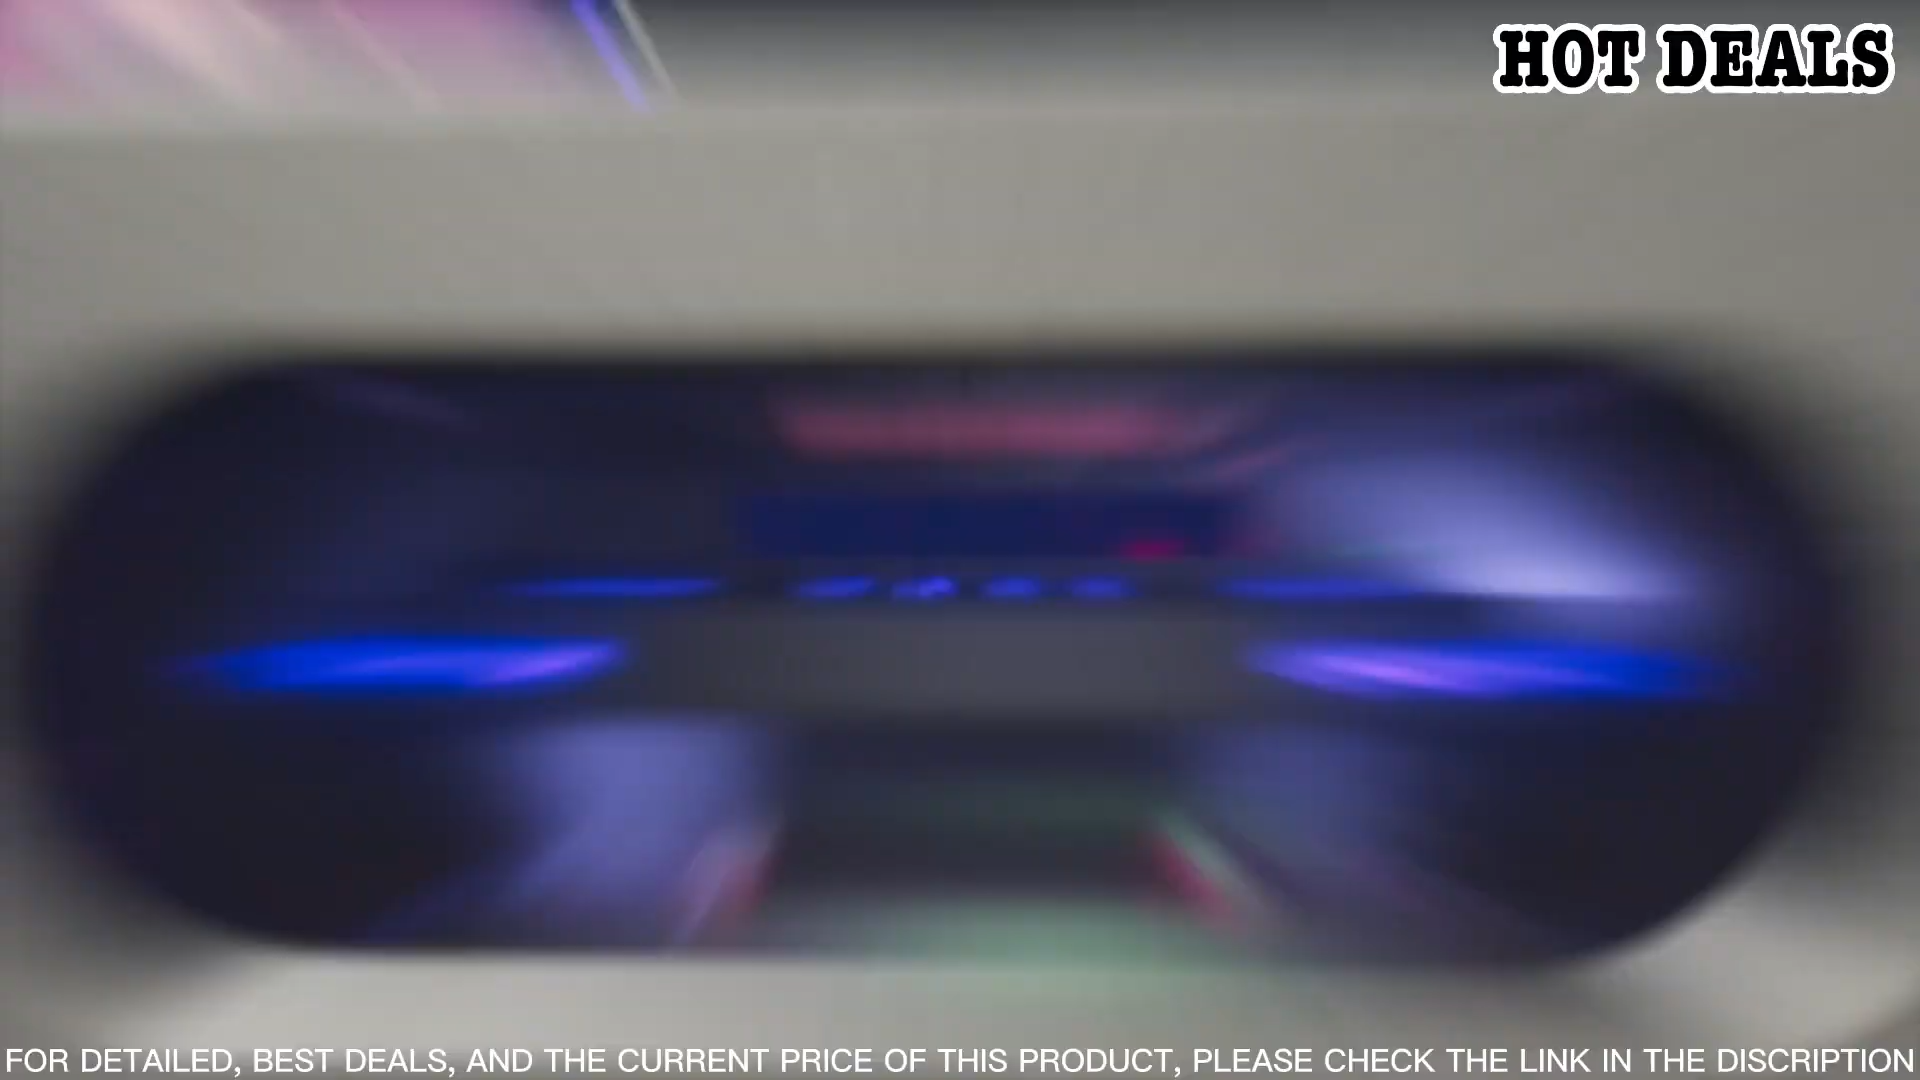 HOT DEALS
FOR DETAILED, BEST DEALS, AND THE CURRENT PRICE OF THIS PRODUCT, PLEASE CHECK THE LINK IN THE DISCRIPTION